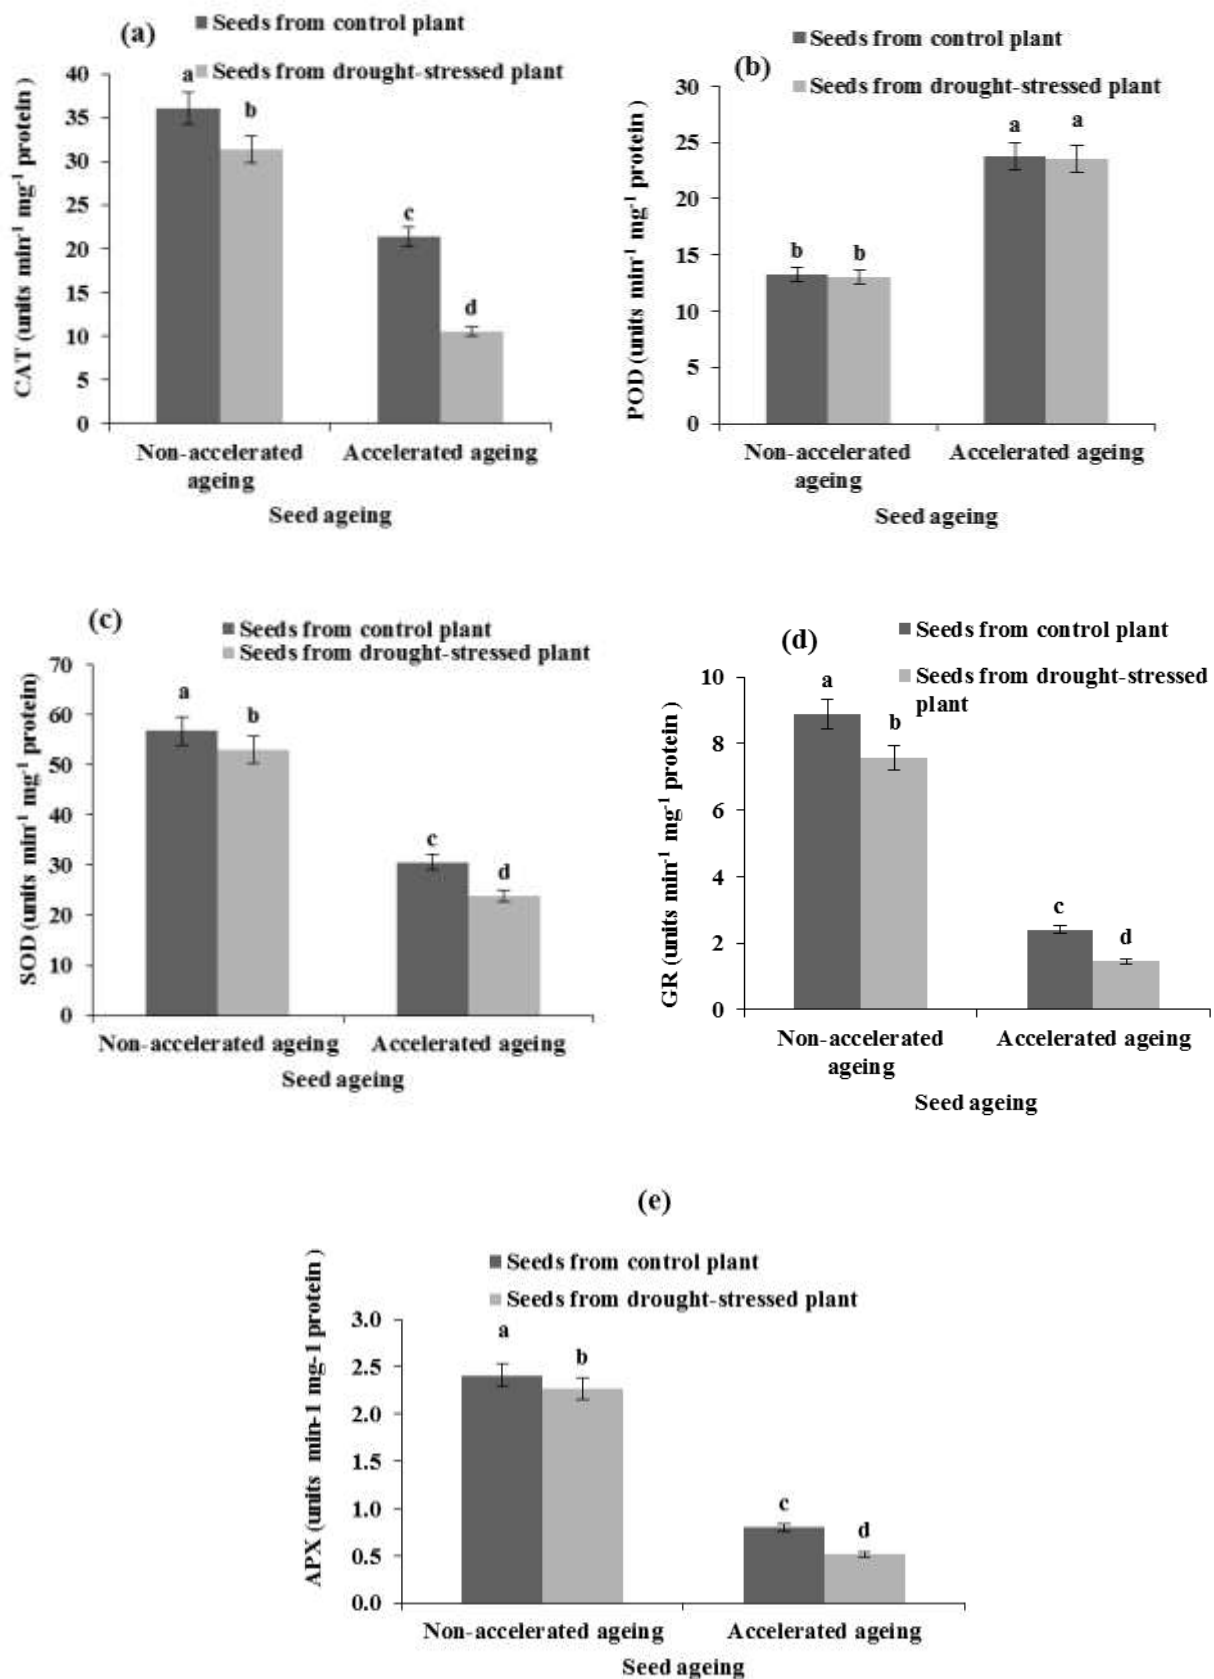 (a)
Seeds from control plant
Seeds from drought-stressed plant
CAT (units min-1 mg-1 protein )
40
35
30
25
20
15
10
5
0
a
b
c
d
Non-accelerated
ageing
Accelerated ageing
Seed ageing
(b)
Seeds from control plant
Seeds from drought-stressed plant
POD (units min-1 mg-1 protein )
30
25
20
15
10
5
0
b
b
a
a
Non-accelerated
ageing
Accelerated ageing
Seed ageing
(c)
Seeds from control plant
Seeds from drought-stressed plant
SOD (units min-1 mg-1 protein)
70
60
50
40
30
20
10
0
a
b
c
d
Non-accelerated ageing
Accelerated ageing
Seed ageing
(d)
Seeds from control plant
Seeds from drought-stressed
plant
GR (units min-1 mg-1 protein )
10
8
6
4
2
0
a
b
c
d
Non-accelerated
ageing
Accelerated ageing
Seed ageing
(e)
Seeds from control plant
Seeds from drought-stressed plant
APX (units min-1 mg-1 protein )
3.0
2.5
2.0
1.5
1.0
0.5
0.0
a
b
c
d
Non-accelerated ageing
Accelerated ageing
Seed ageing